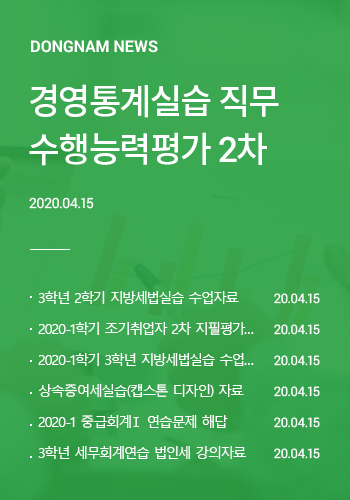 DONGNAM NEWS
경영통계실습 직무
수행능력평가 2차
2020.04.15
· 3학년 2학기 지방세법실습 수업자료 20.04.15
· 2020-1학기 조기취업자 2차 지필평가... 20.04.15
· 2020-1학기 3학년 지방세법실습 수업... 20.04.15
. 상속증여세실습(캡스톤 디자인) 자료 20.04.15
. 2020-1 중급회계Ⅰ 연습문제 해답 20.04.15
. 3학년 세무회계연습 법인세 강의자료 20.04.15